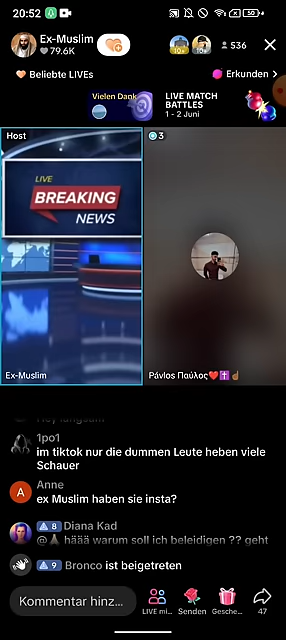 20:52
Ex-Muslim
79.6K
10+
10+
536
Beliebte LIVEs
Erkunden
Vielen Dank
LIVE MATCH
BATTLES
1 - 2 Juni
Host
3
LIVE
BREAKING
NEWS
Ex-Muslim
Pávlos Παύλος❤️✝️☝🏽
1po1
im tiktok nur die dummen Leute heben viele
Schauer
A
Anne
ex Muslim haben sie insta?
8 Diana Kad
@ häää warum soll ich beleidigen ?? geht
9 Bronco ist beigetreten
Kommentar hinz...
LIVE mi...
Senden
Gesche...
47